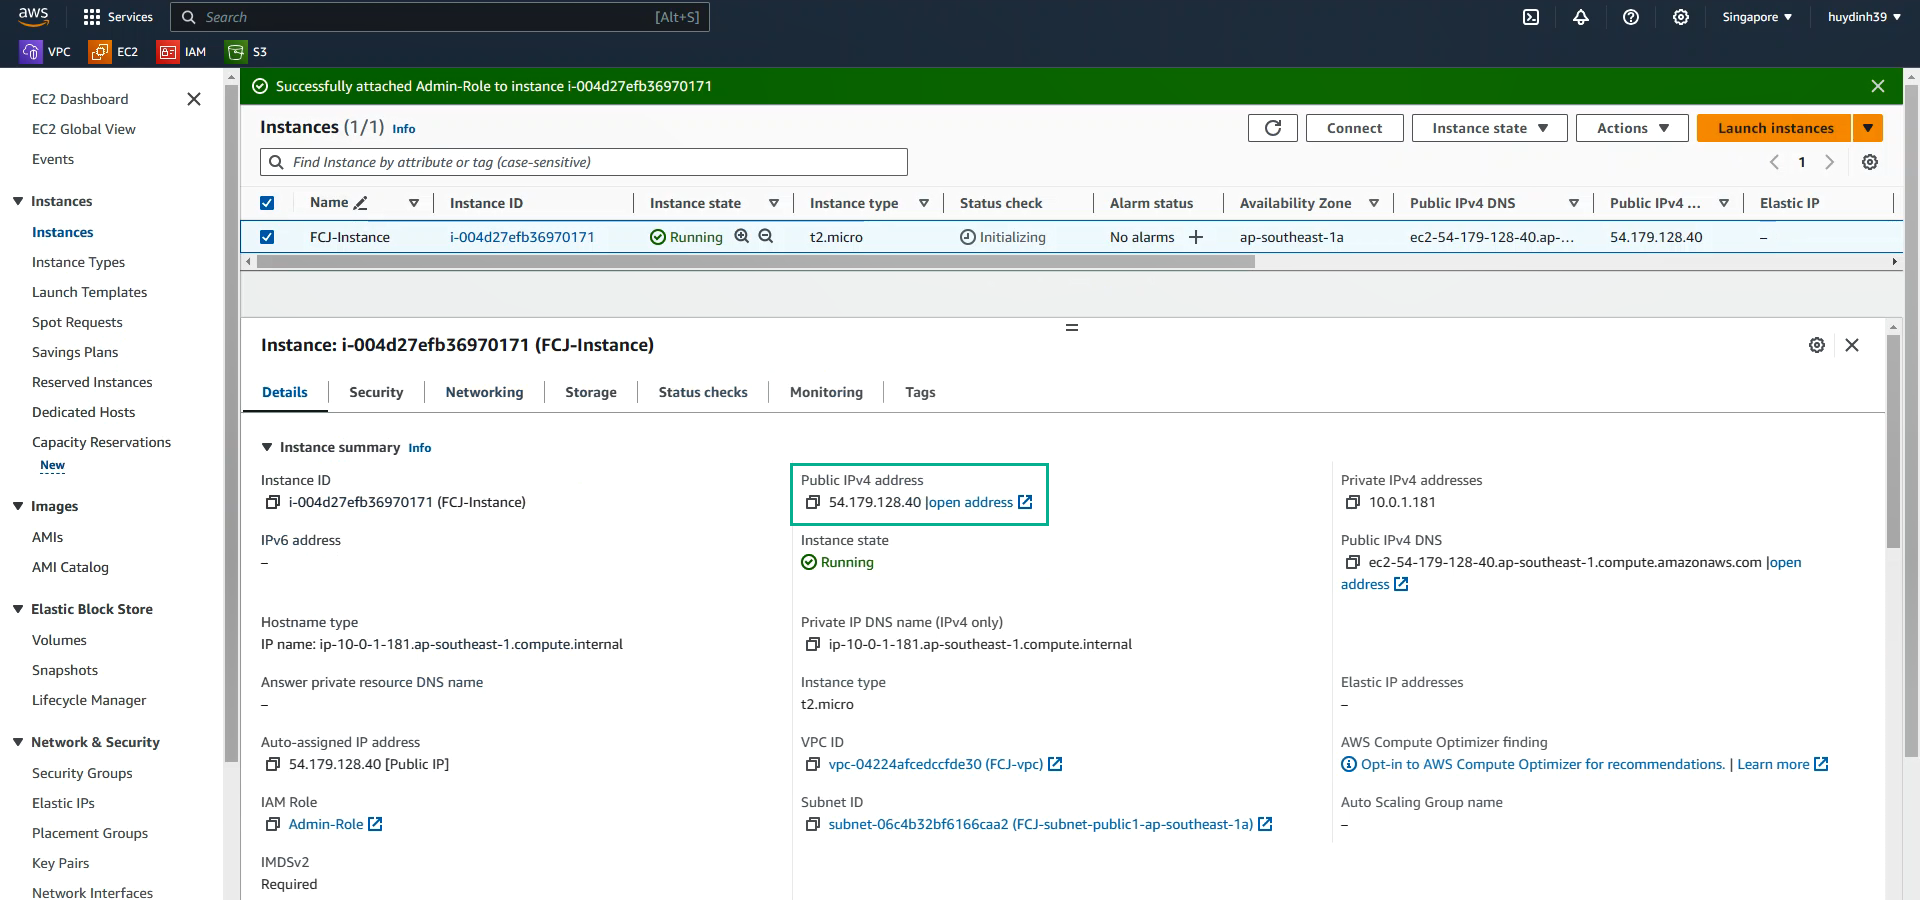 aws Services Search [Alt+S] Singapore huydinh39
VPC EC2 IAM S3
EC2 Dashboard
EC2 Global View
Events
Instances
Instances
Instance Types
Launch Templates
Spot Requests
Savings Plans
Reserved Instances
Dedicated Hosts
Capacity Reservations
New
Images
AMIs
AMI Catalog
Elastic Block Store
Volumes
Snapshots
Lifecycle Manager
Network & Security
Security Groups
Elastic IPs
Placement Groups
Key Pairs
Network Interfaces
Successfully attached Admin-Role to instance i-004d27efb36970171
Instances (1/1) Info Connect Instance state Actions Launch instances
Find Instance by attribute or tag (case-sensitive) 1
Name Instance ID Instance state Instance type Status check Alarm status Availability Zone Public IPv4 DNS Public IPv4 ... Elastic IP
FCJ-Instance i-004d27efb36970171 Running t2.micro Initializing No alarms + ap-southeast-1a ec2-54-179-128-40.ap-... 54.179.128.40 –
Instance: i-004d27efb36970171 (FCJ-Instance)
Details Security Networking Storage Status checks Monitoring Tags
Instance summary Info
Instance ID
i-004d27efb36970171 (FCJ-Instance)
Public IPv4 address
54.179.128.40 |open address
Private IPv4 addresses
10.0.1.181
IPv6 address
–
Instance state
Running
Public IPv4 DNS
ec2-54-179-128-40.ap-southeast-1.compute.amazonaws.com |open
address
Hostname type
IP name: ip-10-0-1-181.ap-southeast-1.compute.internal
Private IP DNS name (IPv4 only)
ip-10-0-1-181.ap-southeast-1.compute.internal
Answer private resource DNS name
–
Instance type
t2.micro
Elastic IP addresses
–
Auto-assigned IP address
54.179.128.40 [Public IP]
VPC ID
vpc-04224afcedccfde30 (FCJ-vpc)
AWS Compute Optimizer finding
Opt-in to AWS Compute Optimizer for recommendations. | Learn more
IAM Role
Admin-Role
Subnet ID
subnet-06c4b32bf6166caa2 (FCJ-subnet-public1-ap-southeast-1a)
Auto Scaling Group name
–
IMDSv2
Required